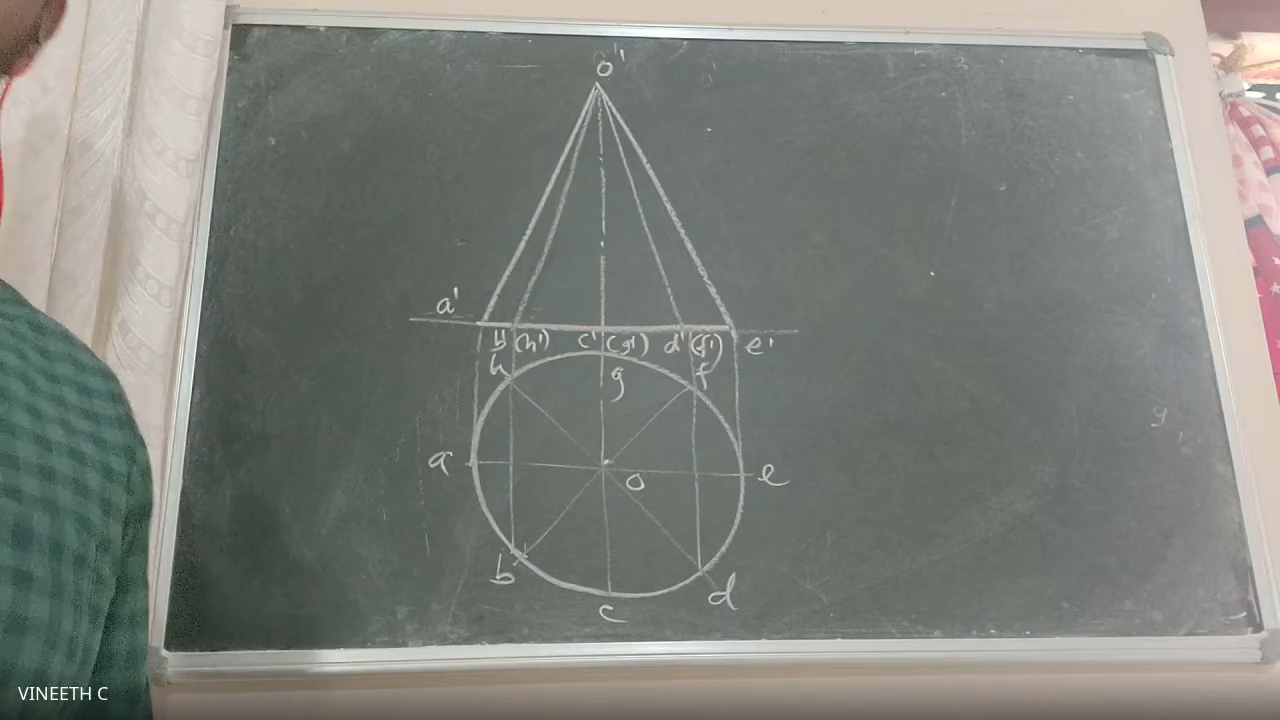 o'
a'
b' (h') c' (g') d' (f') e'
h g f
a o e
b d
c
VINEETH C